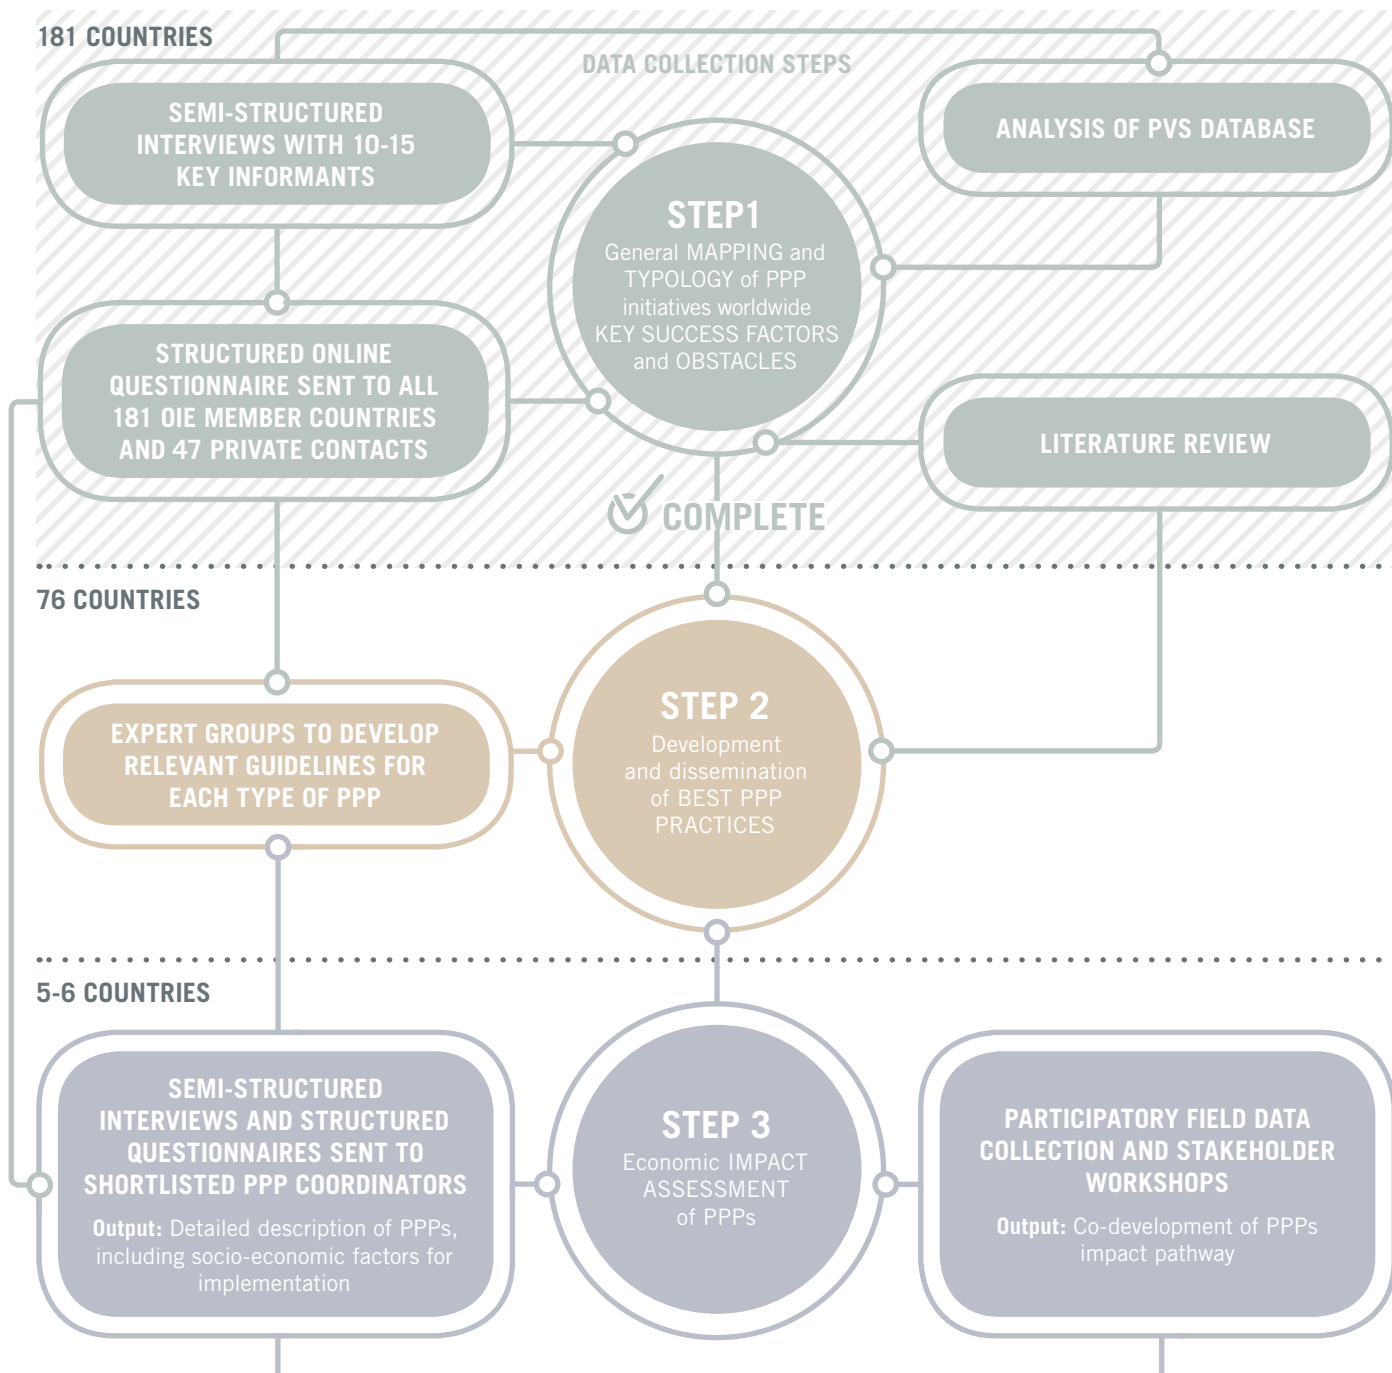 181 COUNTRIES
DATA COLLECTION STEPS
SEMI-STRUCTURED
INTERVIEWS WITH 10-15
KEY INFORMANTS
ANALYSIS OF PVS DATABASE
STEP1
General MAPPING and
TYPOLOGY of PPP
initiatives worldwide
KEY SUCCESS FACTORS
and OBSTACLES
STRUCTURED ONLINE
QUESTIONNAIRE SENT TO ALL
181 OIE MEMBER COUNTRIES
AND 47 PRIVATE CONTACTS
LITERATURE REVIEW
COMPLETE
76 COUNTRIES
EXPERT GROUPS TO DEVELOP
RELEVANT GUIDELINES FOR
EACH TYPE OF PPP
STEP 2
Development
and dissemination
of BEST PPP
PRACTICES
5-6 COUNTRIES
SEMI-STRUCTURED
INTERVIEWS AND STRUCTURED
QUESTIONNAIRES SENT TO
SHORTLISTED PPP COORDINATORS
Output: Detailed description of PPPs,
including socio-economic factors for
implementation
STEP 3
Economic IMPACT
ASSESSMENT
of PPPs
PARTICIPATORY FIELD DATA
COLLECTION AND STAKEHOLDER
WORKSHOPS
Output: Co-development of PPPs
impact pathway